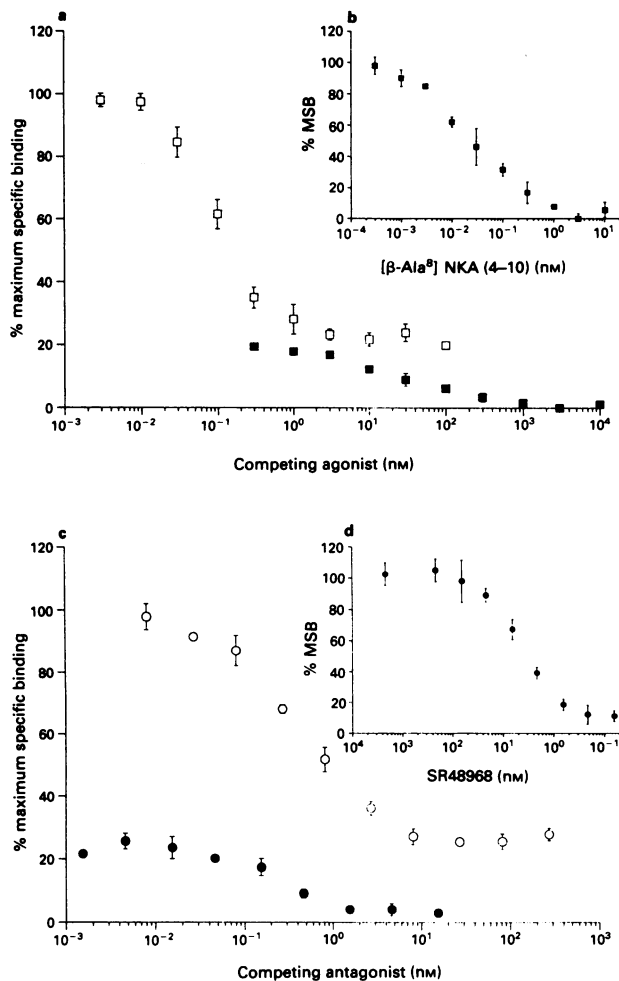 a
120
100
80
60
40
20
0
% maximum specific binding
10⁻³ 10⁻² 10⁻¹ 10⁰ 10¹ 10² 10³ 10⁴
Competing agonist (nM)
b
120
100
80
60
40
20
0
% MSB
10⁻⁴ 10⁻³ 10⁻² 10⁻¹ 10⁰ 10¹
[β-Ala⁸] NKA (4–10) (nM)
c
120
100
80
60
40
20
0
% maximum specific binding
10⁻³ 10⁻² 10⁻¹ 10⁰ 10¹ 10² 10³
Competing antagonist (nM)
d
120
100
80
60
40
20
0
% MSB
10⁴ 10³ 10² 10¹ 10⁰ 10⁻¹
SR48968 (nM)